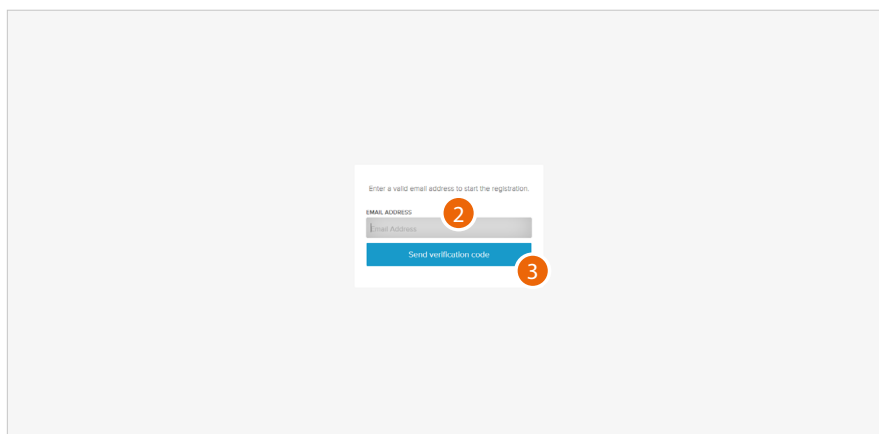 Enter a valid email address to start the registration.
EMAIL ADDRESS
2
Email Address
Send verification code
3